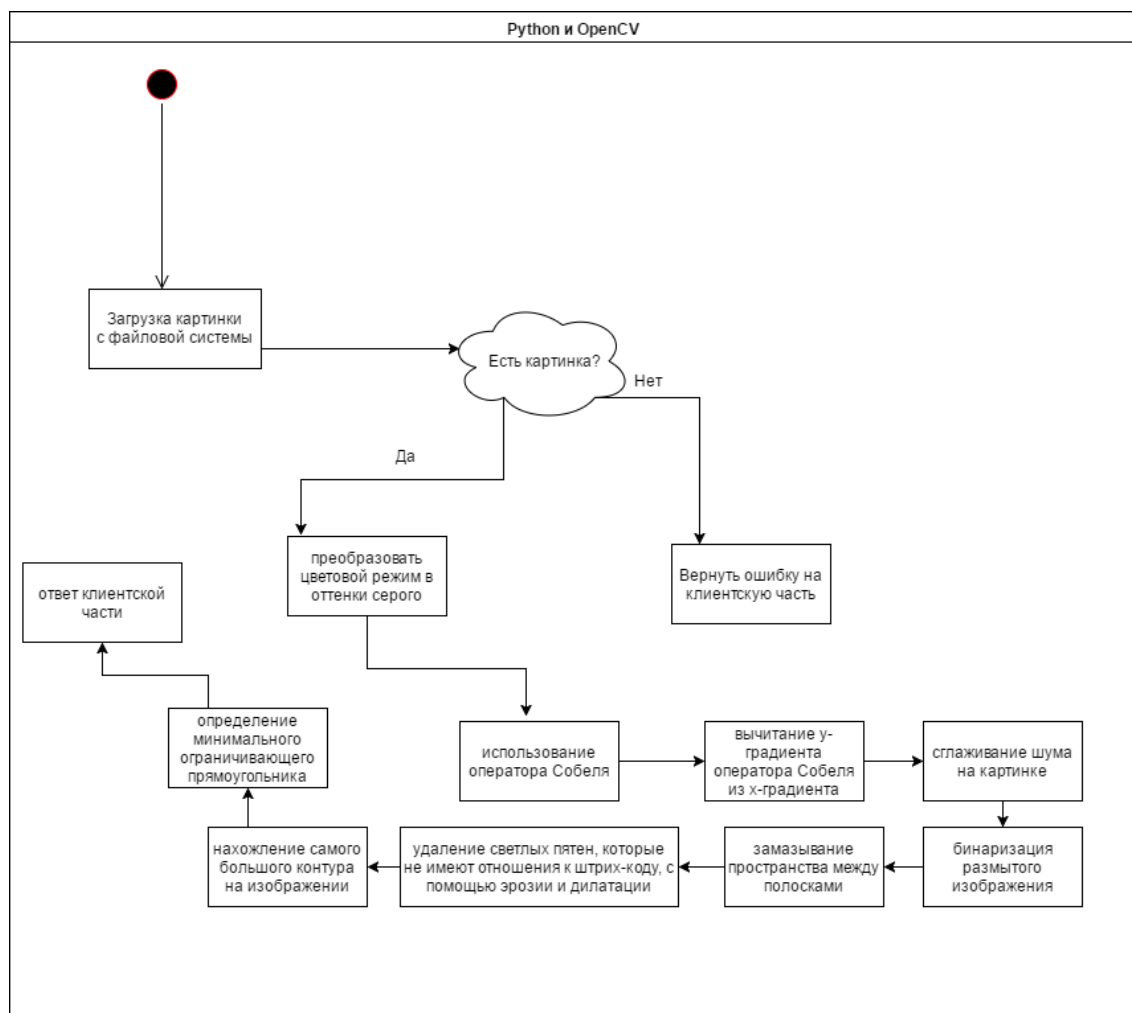 Python и OpenCV
Загрузка картинки
с файловой системы
Есть картинка?
Нет
Да
преобразовать
цветовой режим в
оттенки серого
Вернуть ошибку на
клиентскую часть
ответ клиентской
части
определение
минимального
ограничивающего
прямоугольника
использование
оператора Собеля
вычитание y-
градиента
оператора Собеля
из x-градиента
сглаживание шума
на картинке
нахожление самого
большого контура
на изображении
удаление светлых пятен, которые
не имеют отношения к штрих-коду, с
помощью эрозии и дилатации
замазывание
пространства между
полосками
бинаризация
размытого
изображения